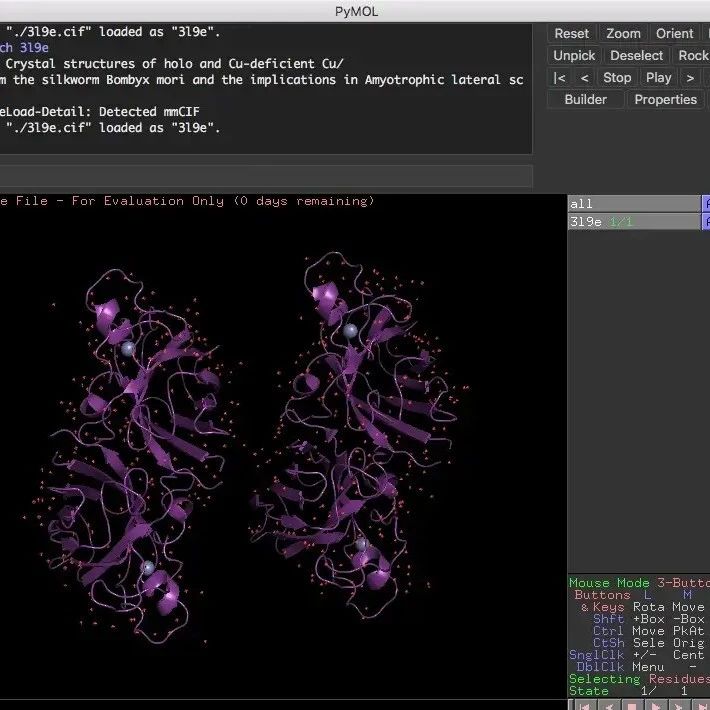 PyMOL
"./3l9e.cif" loaded as "3l9e".
ch 3l9e
Crystal structures of holo and Cu-deficient Cu/
m the silkworm Bombyx mori and the implications in Amyotrophic lateral sc
eLoad-Detail: Detected mmCIF
"./3l9e.cif" loaded as "3l9e".
Reset Zoom Orient
Unpick Deselect Rock
|< < Stop Play >
Builder Properties
e File - For Evaluation Only (0 days remaining)
all A
3l9e 1/1 A
Mouse Mode 3-Butto
Buttons L M
& Keys Rota Move
Shft +Box -Box
Ctrl Move PkAt
CtSh Sele Orig
SnglClk +/- Cent
DblClk Menu -
Selecting Residues
State 1/ 1